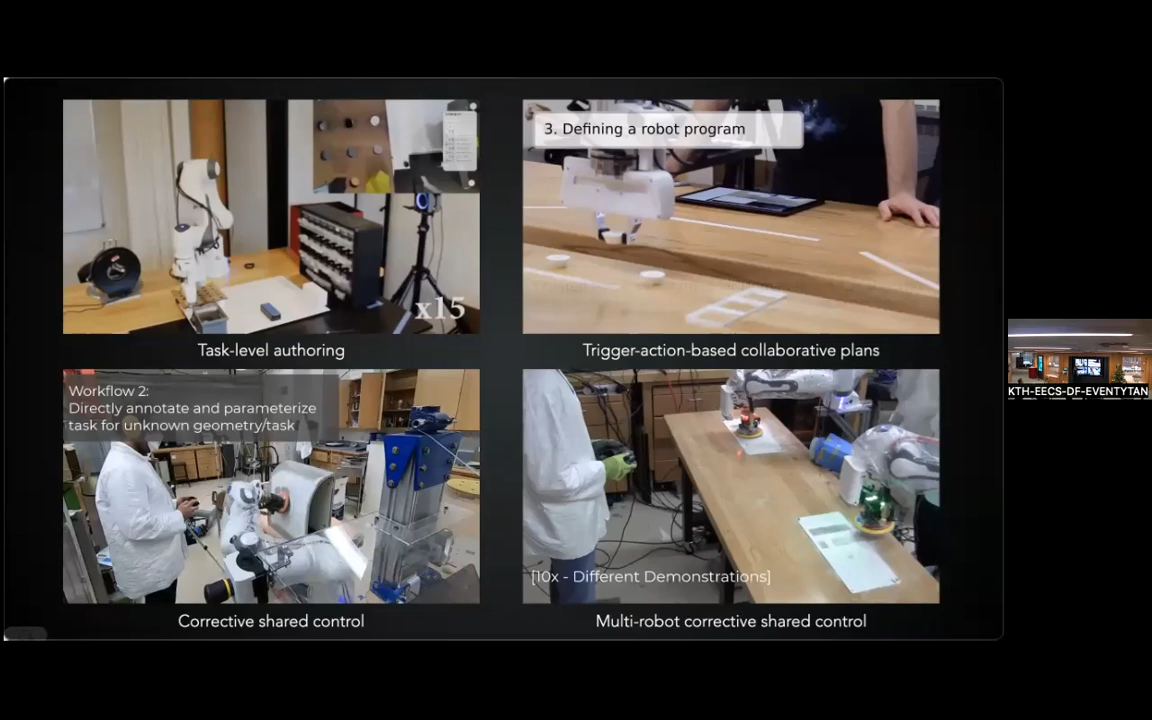 x15
Task-level authoring
3. Defining a robot program
Trigger-action-based collaborative plans
Workflow 2:
Directly annotate and parameterize
task for unknown geometry/task
Corrective shared control
[10x - Different Demonstrations]
Multi-robot corrective shared control
KTH-EECS-DF-EVENTYTAN